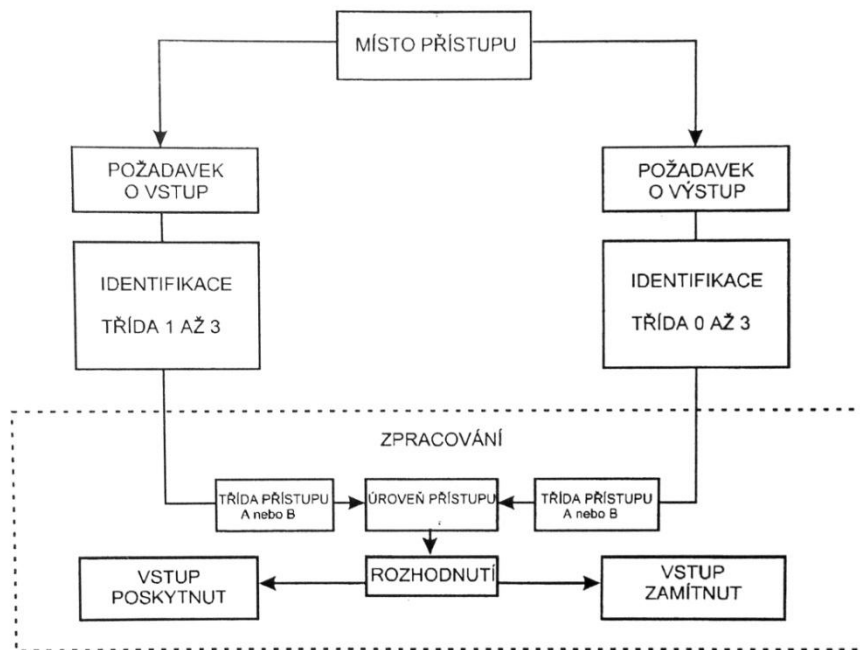 MÍSTO PŘÍSTUPU
POŽADAVEK
O VSTUP
POŽADAVEK
O VÝSTUP
IDENTIFIKACE
TŘÍDA 1 AŽ 3
IDENTIFIKACE
TŘÍDA 0 AŽ 3
ZPRACOVÁNÍ
TŘÍDA PŘÍSTUPU
A nebo B
ÚROVEŇ PŘÍSTUPU
TŘÍDA PŘÍSTUPU
A nebo B
VSTUP
POSKYTNUT
ROZHODNUTÍ
VSTUP
ZAMÍTNUT